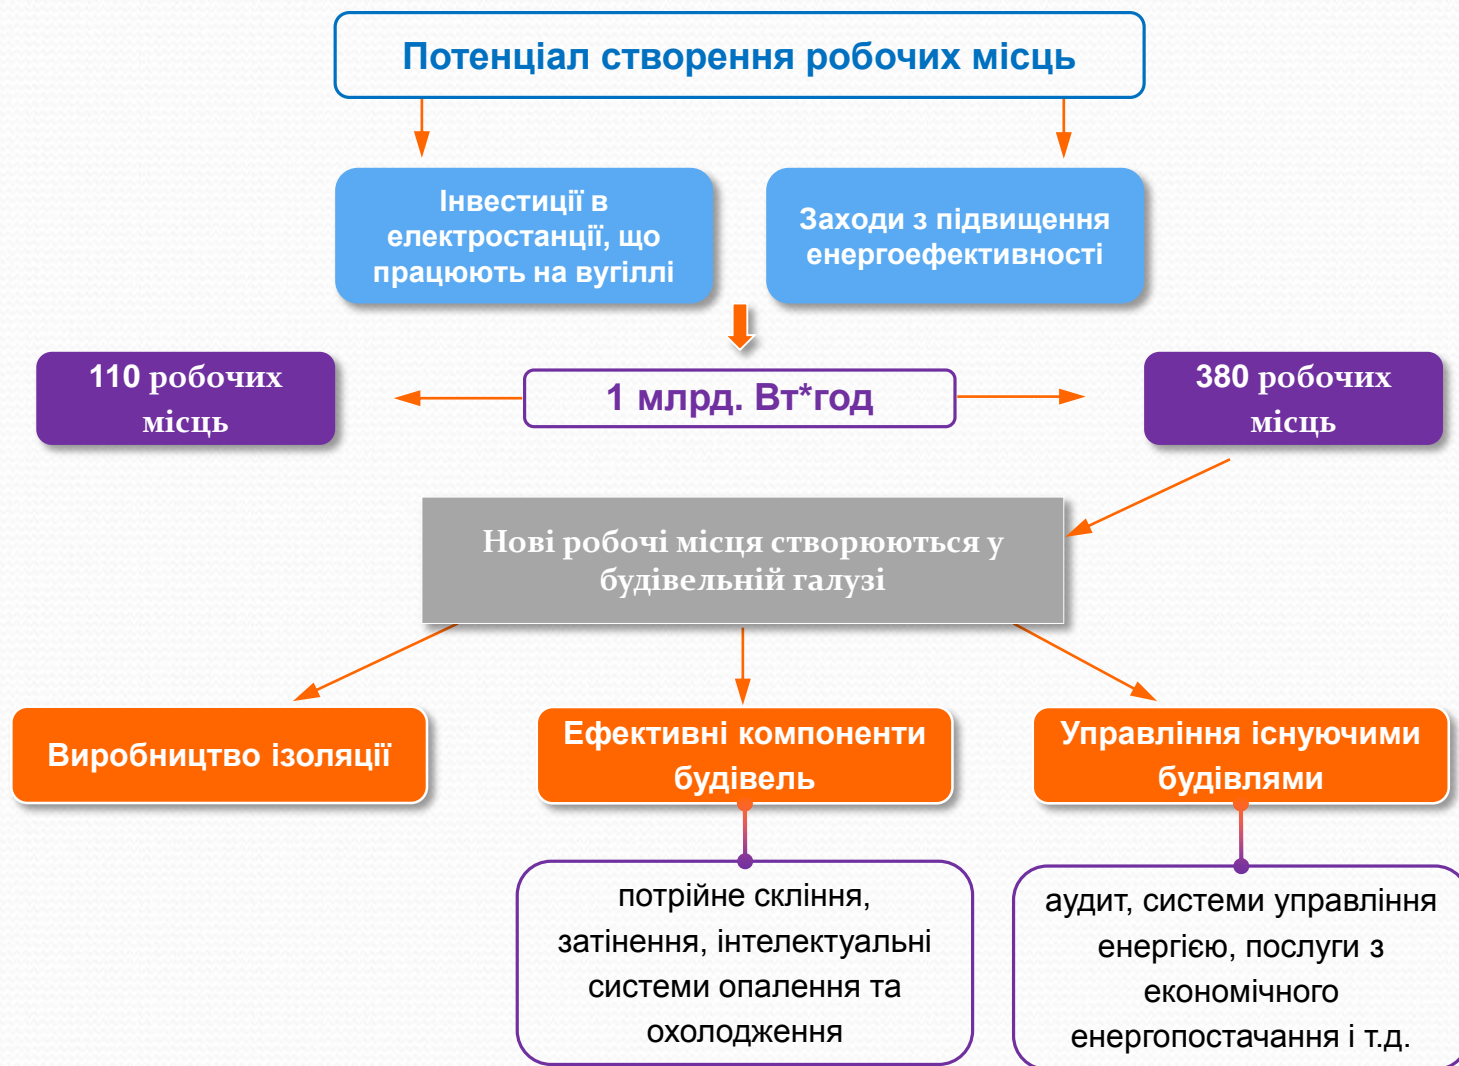 Потенціал створення робочих місць
Інвестиції в
електростанції, що
працюють на вугіллі
Заходи з підвищення
енергоефективності
110 робочих
місць
1 млрд. Вт*год
380 робочих
місць
Нові робочі місця створюються у
будівельній галузі
Виробництво ізоляції
Ефективні компоненти
будівель
Управління існуючими
будівлями
потрійне скління,
затінення, інтелектуальні
системи опалення та
охолодження
аудит, системи управління
енергією, послуги з
економічного
енергопостачання і т.д.